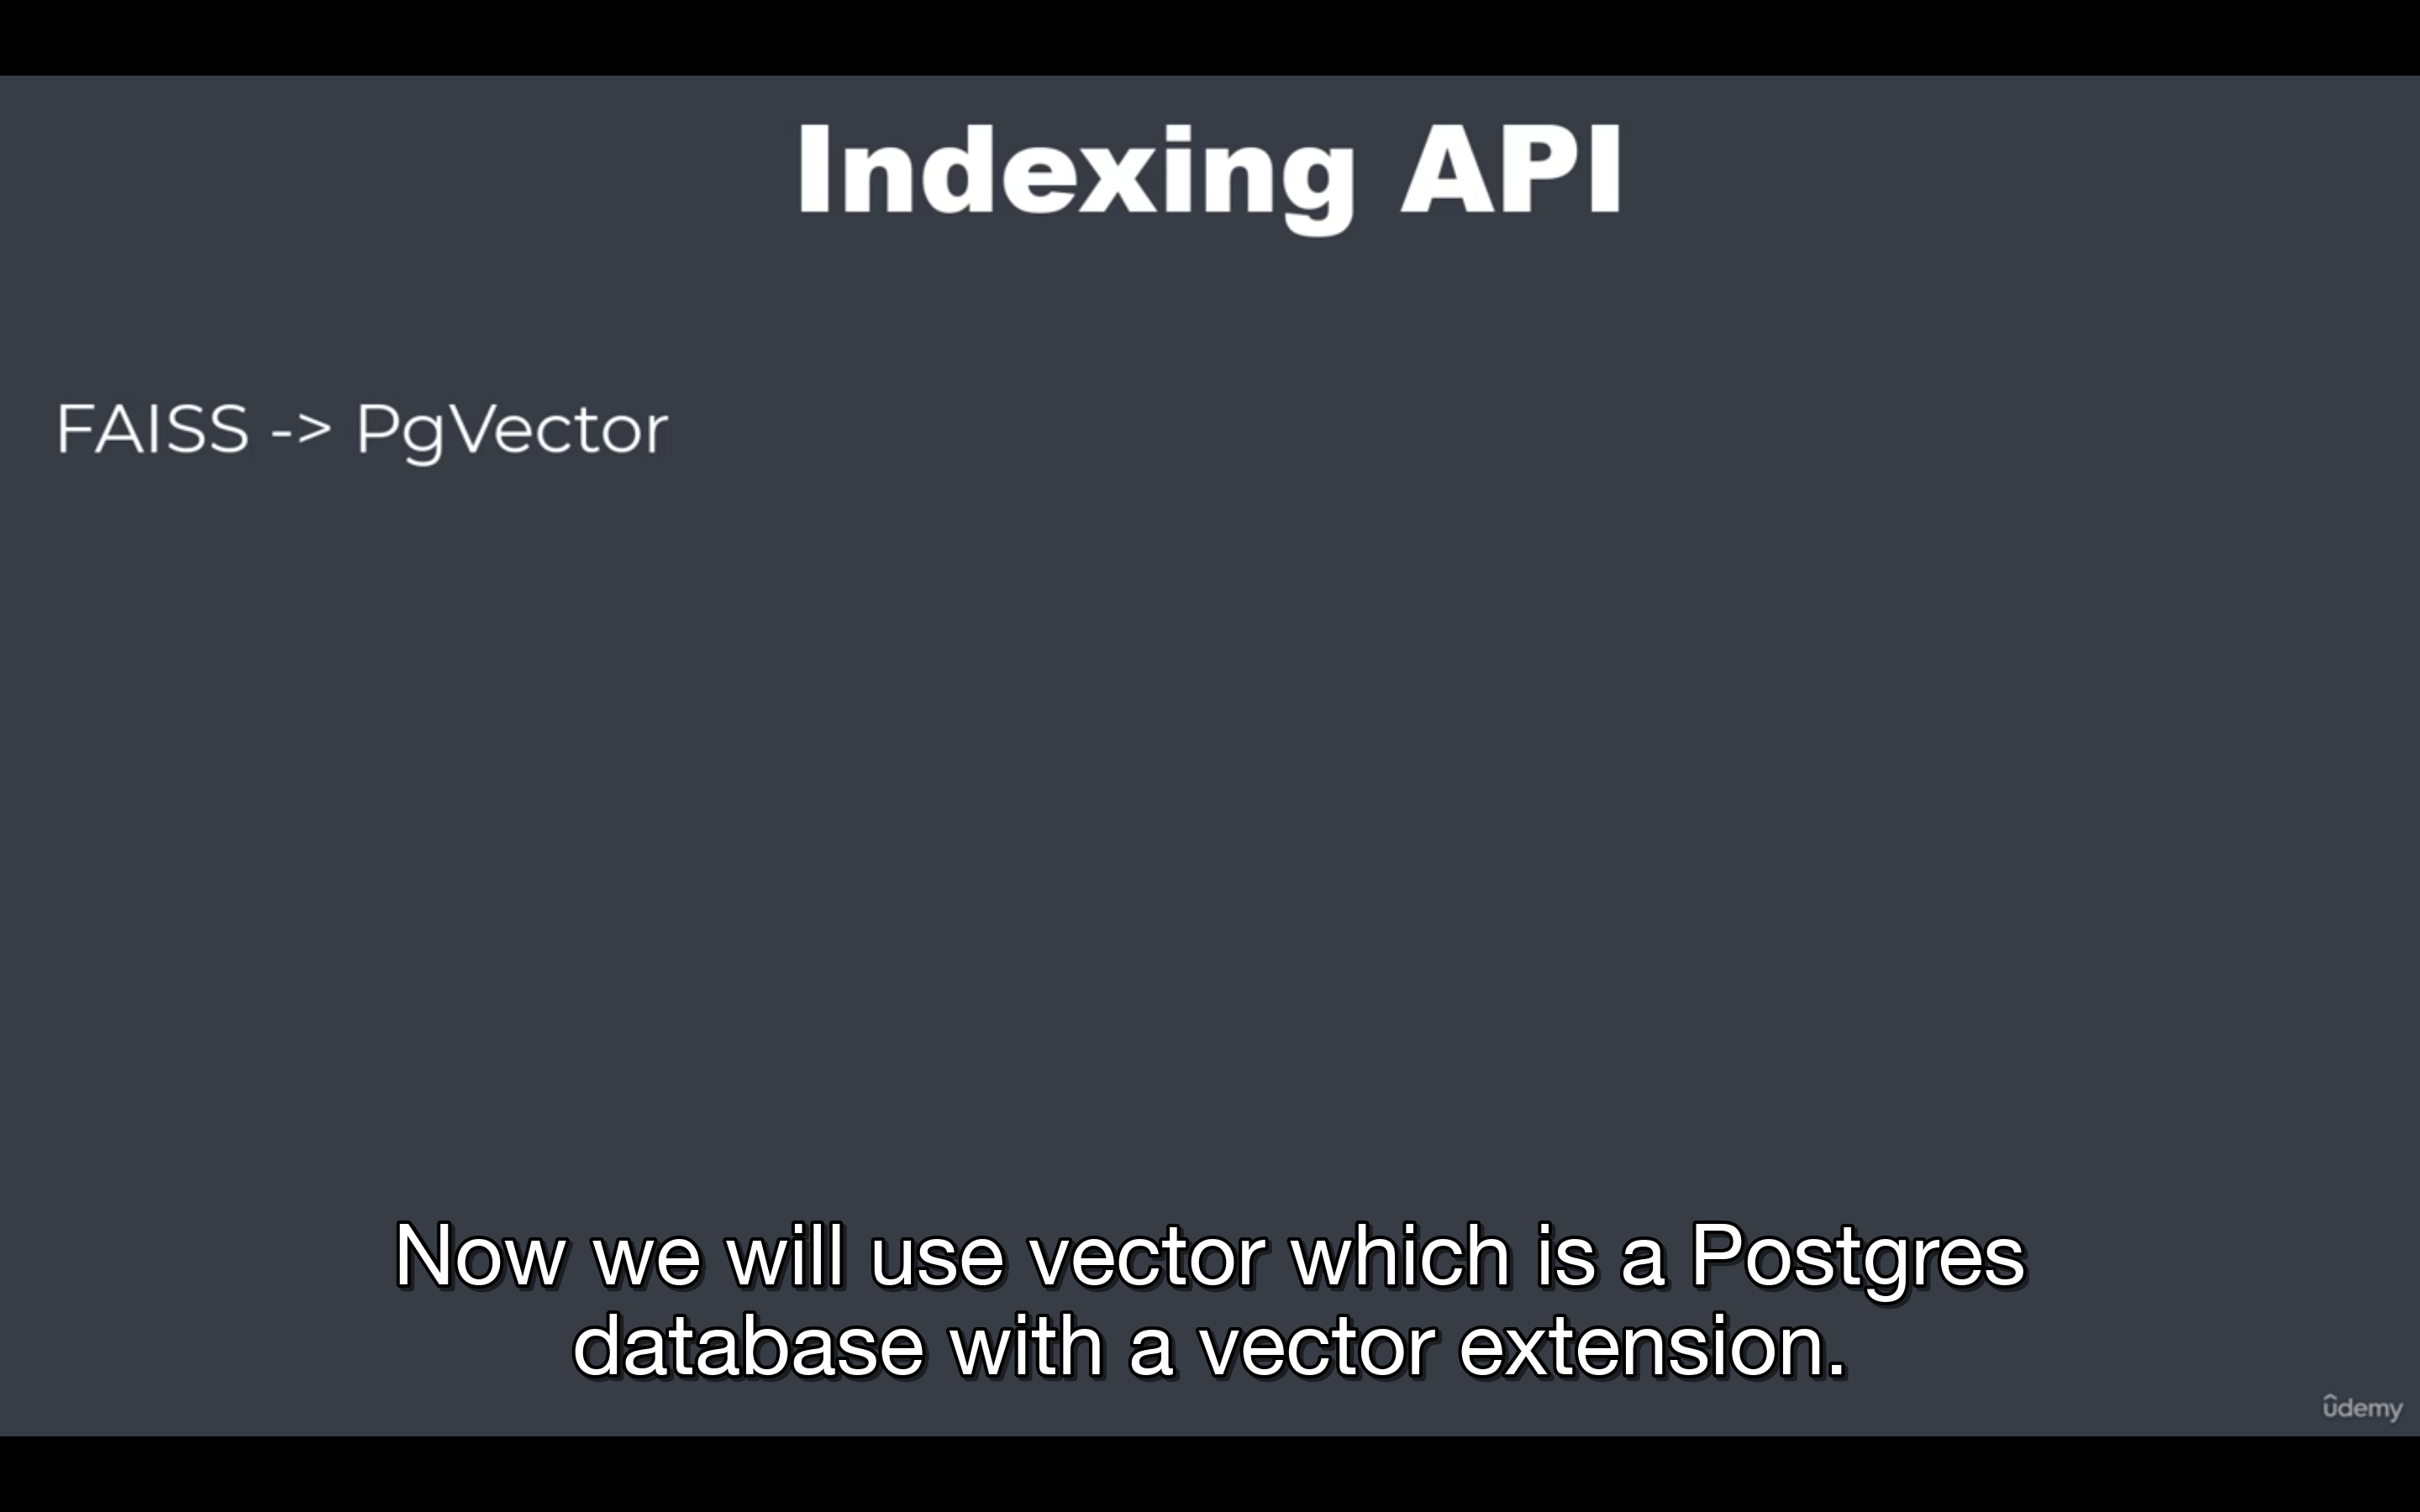 Indexing API
FAISS -> PgVector
Now we will use vector which is a Postgres
database with a vector extension.
ûdemy